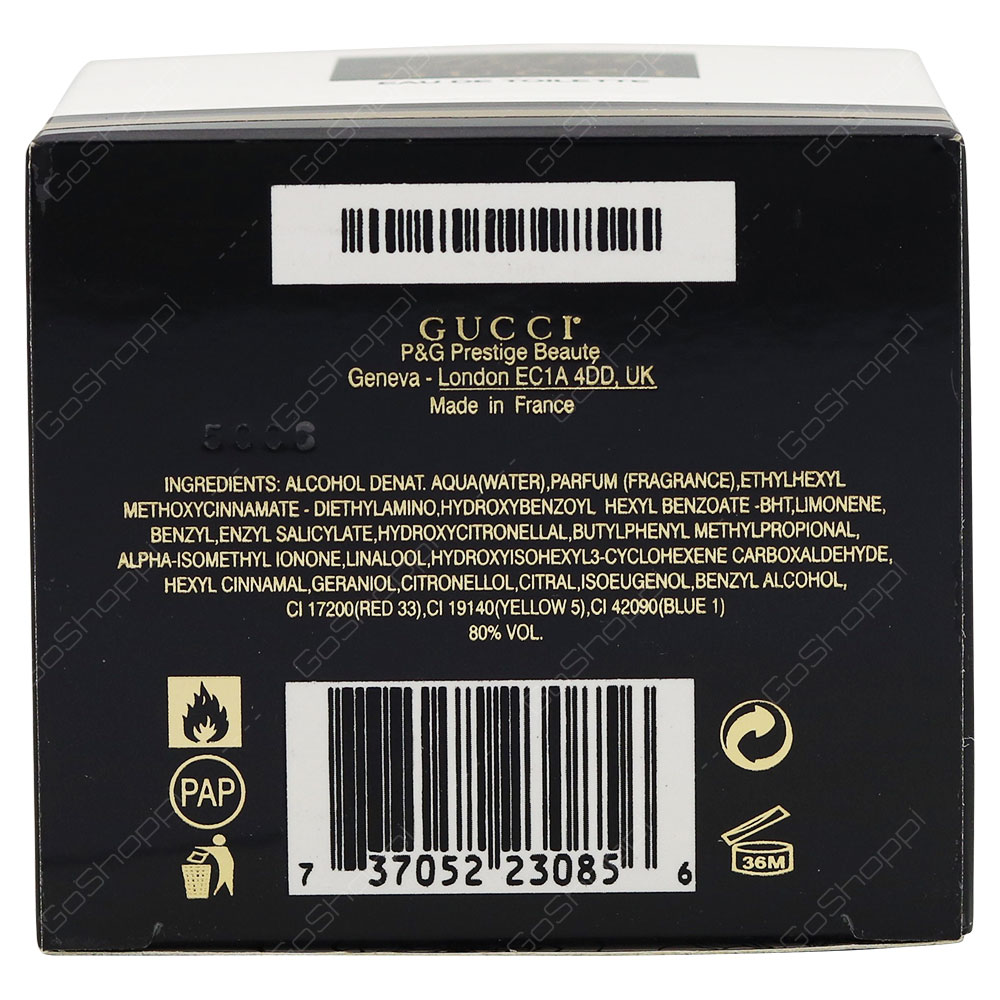 EAU DE TOILETTE
GUCCI
P&G Prestige Beauté
Geneva - London EC1A 4DD, UK
Made in France
5003
INGREDIENTS: ALCOHOL DENAT. AQUA(WATER),PARFUM (FRAGRANCE),ETHYLHEXYL
METHOXYCINNAMATE - DIETHYLAMINO,HYDROXYBENZOYL HEXYL BENZOATE -BHT,LIMONENE,
BENZYL,ENZYL SALICYLATE,HYDROXYCITRONELLAL,BUTYLPHENYL METHYLPROPIONAL,
ALPHA-ISOMETHYL IONONE,LINALOOL,HYDROXYISOHEXYL3-CYCLOHEXENE CARBOXALDEHYDE,
HEXYL CINNAMAL,GERANIOL,CITRONELLOL,CITRAL,ISOEUGENOL,BENZYL ALCOHOL,
CI 17200(RED 33),CI 19140(YELLOW 5),CI 42090(BLUE 1)
80% VOL.
PAP
36M
7 37052 23085 6
GoShoppi